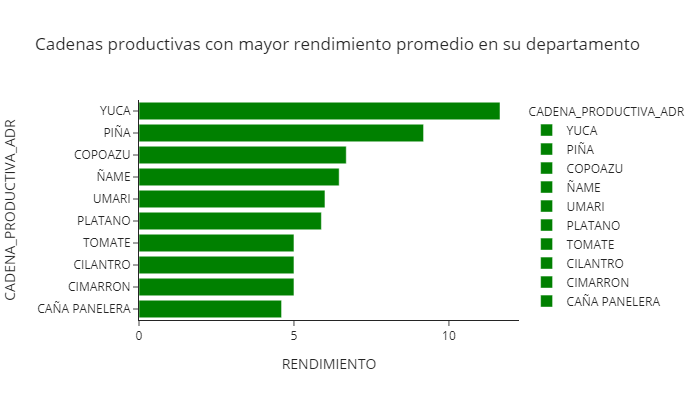 Cadenas productivas con mayor rendimiento promedio en su departamento
CADENA_PRODUCTIVA_ADR
YUCA
PIÑA
COPOAZU
ÑAME
UMARI
PLATANO
TOMATE
CILANTRO
CIMARRON
CAÑA PANELERA
0
5
10
RENDIMIENTO
CADENA_PRODUCTIVA_ADR
YUCA
PIÑA
COPOAZU
ÑAME
UMARI
PLATANO
TOMATE
CILANTRO
CIMARRON
CAÑA PANELERA